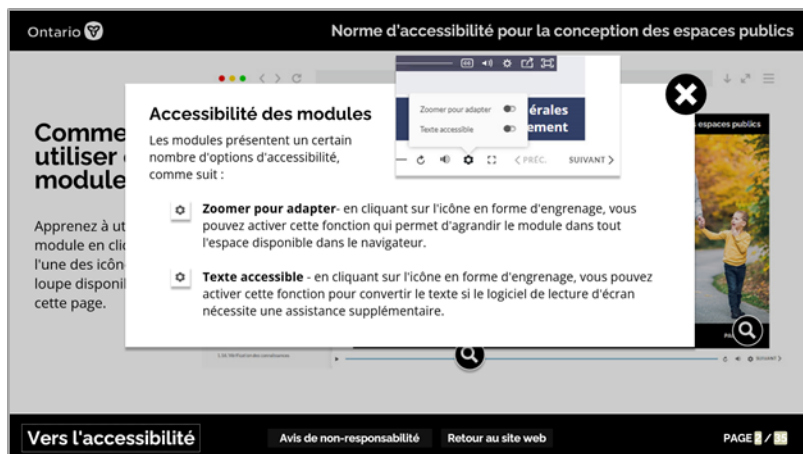 Ontario
Norme d'accessibilité pour la conception des espaces publics
Comme
utiliser
module
Apprenez à ut
module en clic
l'une des icôn
loupe disponil
cette page.
Accessibilité des modules
Les modules présentent un certain
nombre d'options d'accessibilité,
comme suit :
Zoomer pour adapter
Texte accessible
érales
ement
< PRÉC. SUIVANT >
Zoomer pour adapter- en cliquant sur l'icône en forme d'engrenage, vous
pouvez activer cette fonction qui permet d'agrandir le module dans tout
l'espace disponible dans le navigateur.
Texte accessible - en cliquant sur l'icône en forme d'engrenage, vous pouvez
activer cette fonction pour convertir le texte si le logiciel de lecture d'écran
nécessite une assistance supplémentaire.
espaces publics
SUIVANT >
Vers l'accessibilité
Avis de non-responsabilité
Retour au site web
PAGE 2 / 35